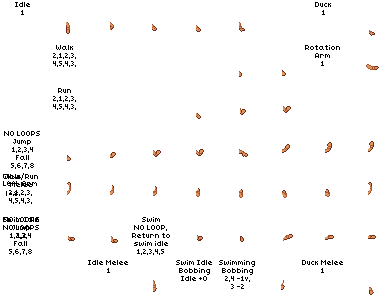 Idle
1
Duck
1
Walk
2,1,2,3,
4,5,4,3,
Rotation
Arm
1
Run
2,1,2,3,
4,5,4,3,
NO LOOPS
Jump
1,2,3,4
Fall
5,6,7,8
4,5,4,3,
NO LOOPS
Fall
5,6,7,8
Swim
NO LOOP,
Return to
swim idle
1,2,3,4,5
Idle Melee
1
Swim Idle
Bobbing
Idle +0
Swimming
Bobbing
2,4 -1y,
3 -2
Duck Melee
1